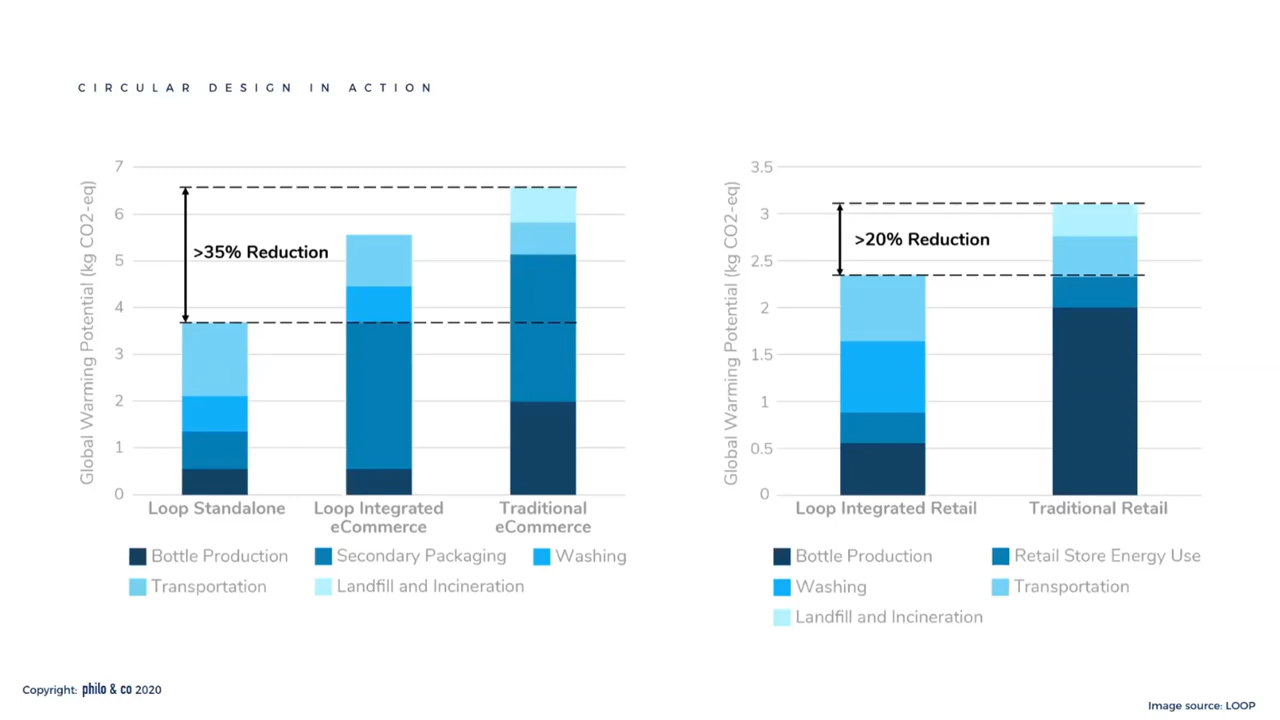 CIRCULAR DESIGN IN ACTION
Global Warming Potential (kg CO2-eq)
7
6
5
4
3
2
1
0
>35% Reduction
Loop Standalone
Loop Integrated
eCommerce
Traditional
eCommerce
Bottle Production
Secondary Packaging
Washing
Transportation
Landfill and Incineration
Global Warming Potential (kg CO2-eq)
3.5
3
2.5
2
1.5
1
0.5
0
>20% Reduction
Loop Integrated Retail
Traditional Retail
Bottle Production
Retail Store Energy Use
Washing
Transportation
Landfill and Incineration
Copyright: philo & co 2020
Image source: LOOP